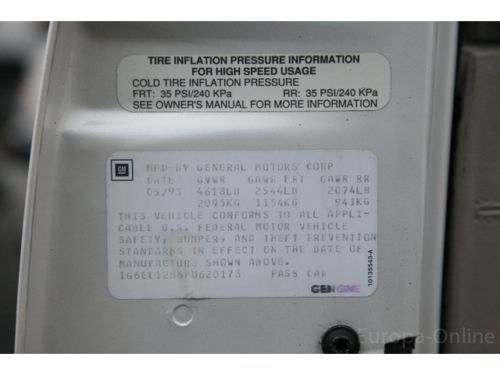 TIRE INFLATION PRESSURE INFORMATION
FOR HIGH SPEED USAGE
COLD TIRE INFLATION PRESSURE
FRT: 35 PSI/240 KPa RR: 35 PSI/240 KPa
SEE OWNER'S MANUAL FOR MORE INFORMATION
GM
MFD BY GENERAL MOTORS CORP
DATE GVWR GAWR FRT GAWR RR
05/93 4618LB 2544LB 2074LB
2095KG 1154KG 941KG
THIS VEHICLE CONFORMS TO ALL APPLI-
CABLE U.S. FEDERAL MOTOR VEHICLE
SAFETY, BUMPER, AND THEFT PREVENTION
STANDARDS IN EFFECT ON THE DATE OF
MANUFACTURE SHOWN ABOVE.
PASS CAR
10135543-A
Europa-Online